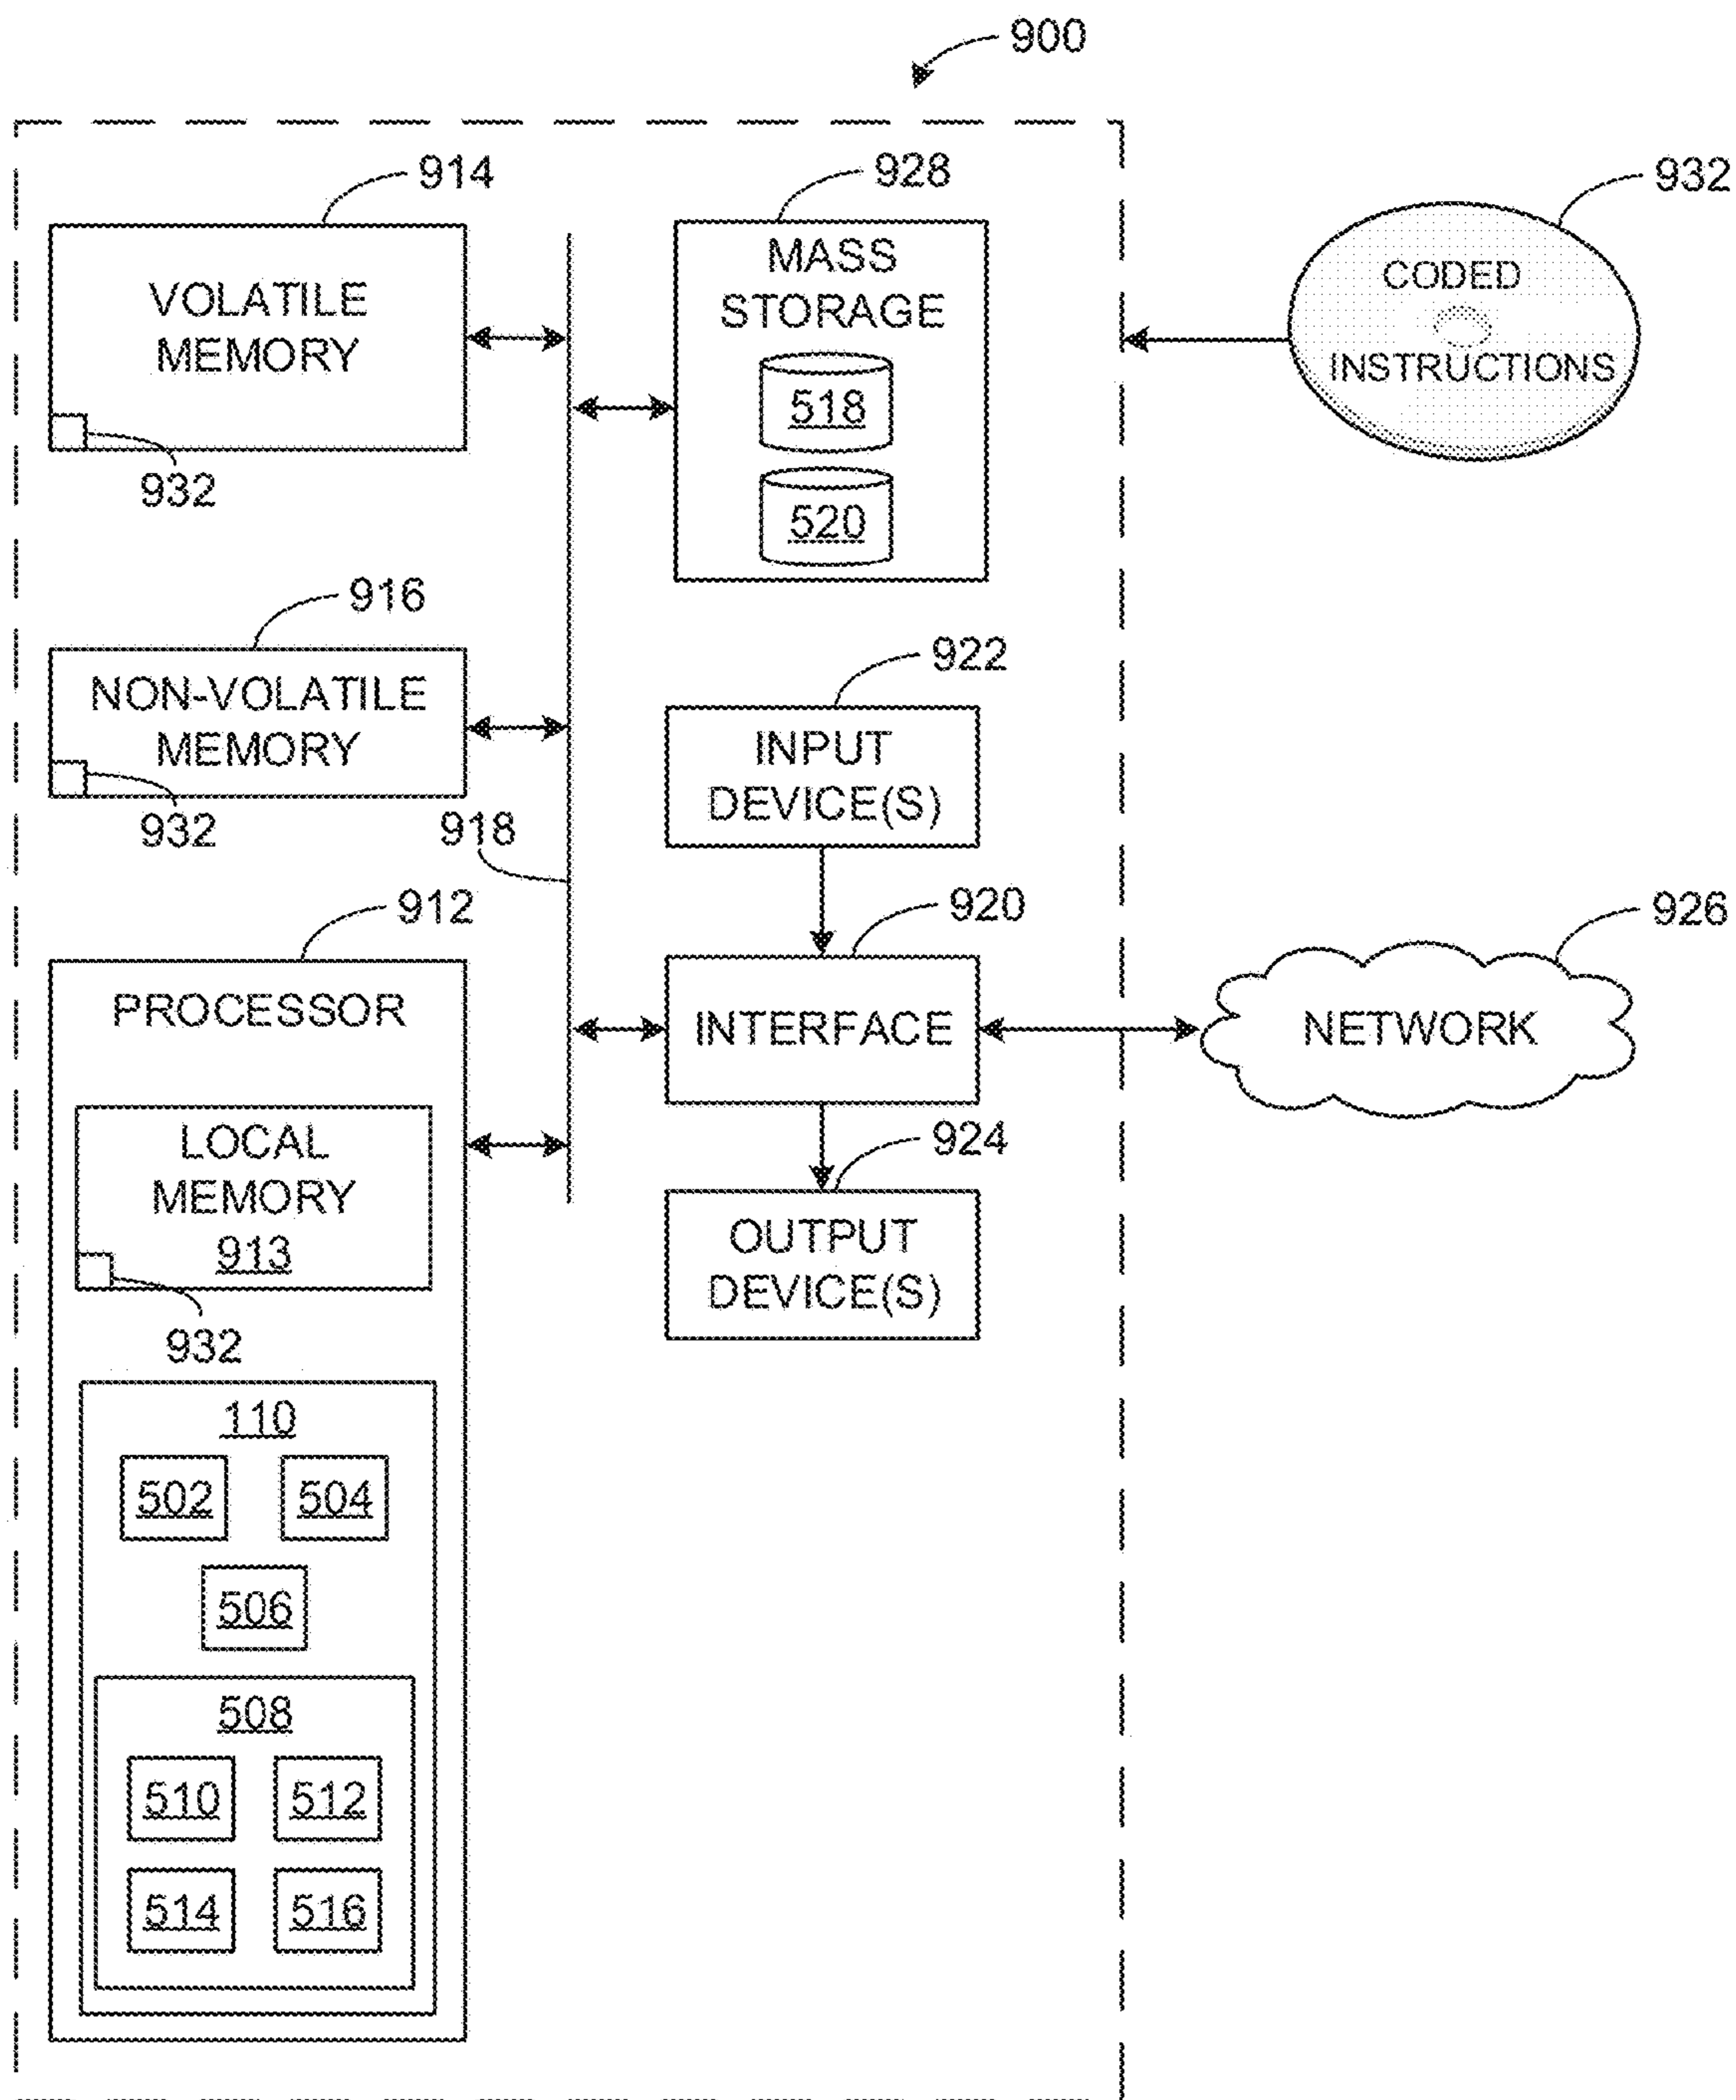 900
914
928
932
VOLATILE
MEMORY
932
MASS
STORAGE
518
520
CODED
INSTRUCTIONS
916
NON-VOLATILE
MEMORY
932
918
922
INPUT
DEVICE(S)
912
920
926
PROCESSOR
INTERFACE
NETWORK
LOCAL
MEMORY
913
932
924
OUTPUT
DEVICE(S)
110
502
504
506
508
510
512
514
516